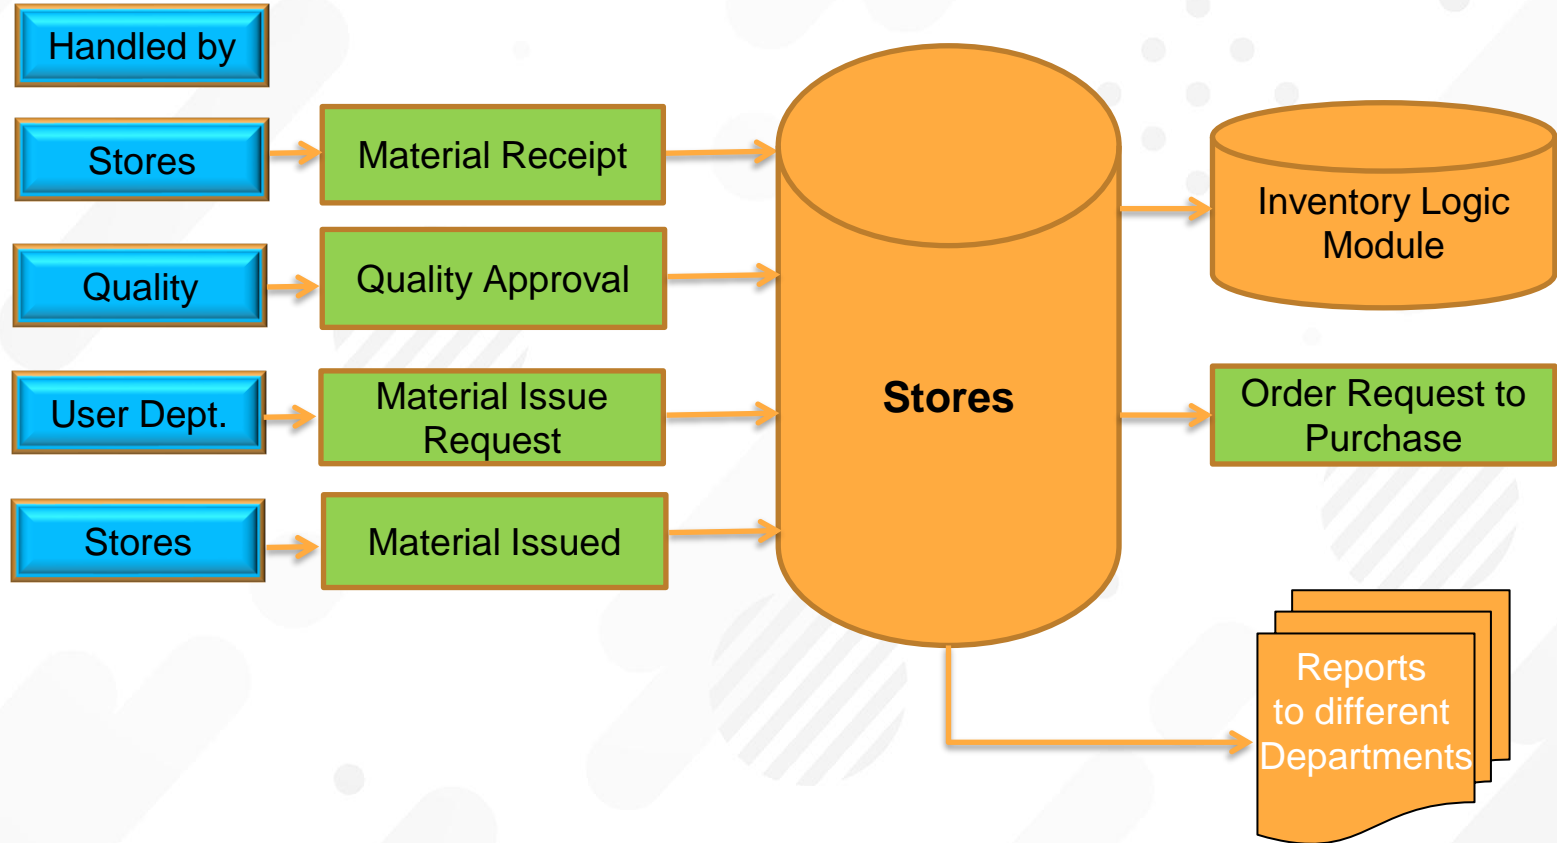 Handled by
Stores
Material Receipt
Quality
Quality Approval
User Dept.
Material Issue
Request
Stores
Material Issued
Stores
Inventory Logic
Module
Order Request to
Purchase
Reports
to different
Departments